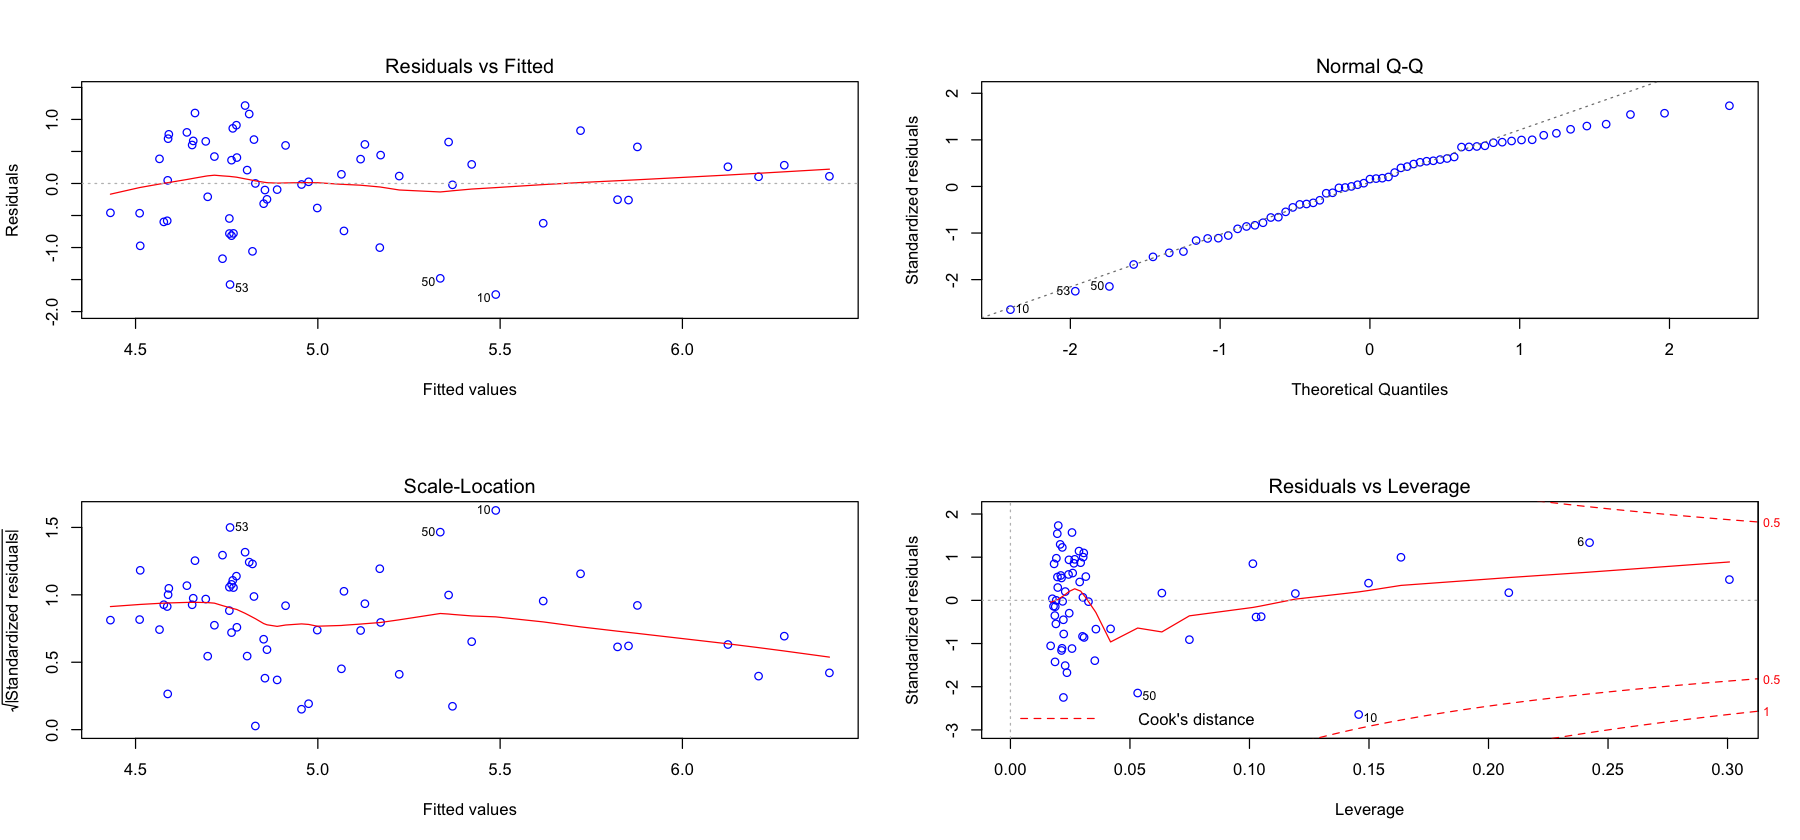 Residuals vs Fitted
Residuals
1.0
0.0
-1.0
-2.0
53
50
10
4.5 5.0 5.5 6.0
Fitted values
Normal Q-Q
Standardized residuals
2
1
0
-1
-2
10
53
50
-2 -1 0 1 2
Theoretical Quantiles
Scale-Location
√|Standardized residuals|
1.5
1.0
0.5
0.0
53
50
10
4.5 5.0 5.5 6.0
Fitted values
Residuals vs Leverage
Standardized residuals
2
1
0
-1
-2
-3
6
50
10
Cook's distance
0.5
0.5
1
0.00 0.05 0.10 0.15 0.20 0.25 0.30
Leverage